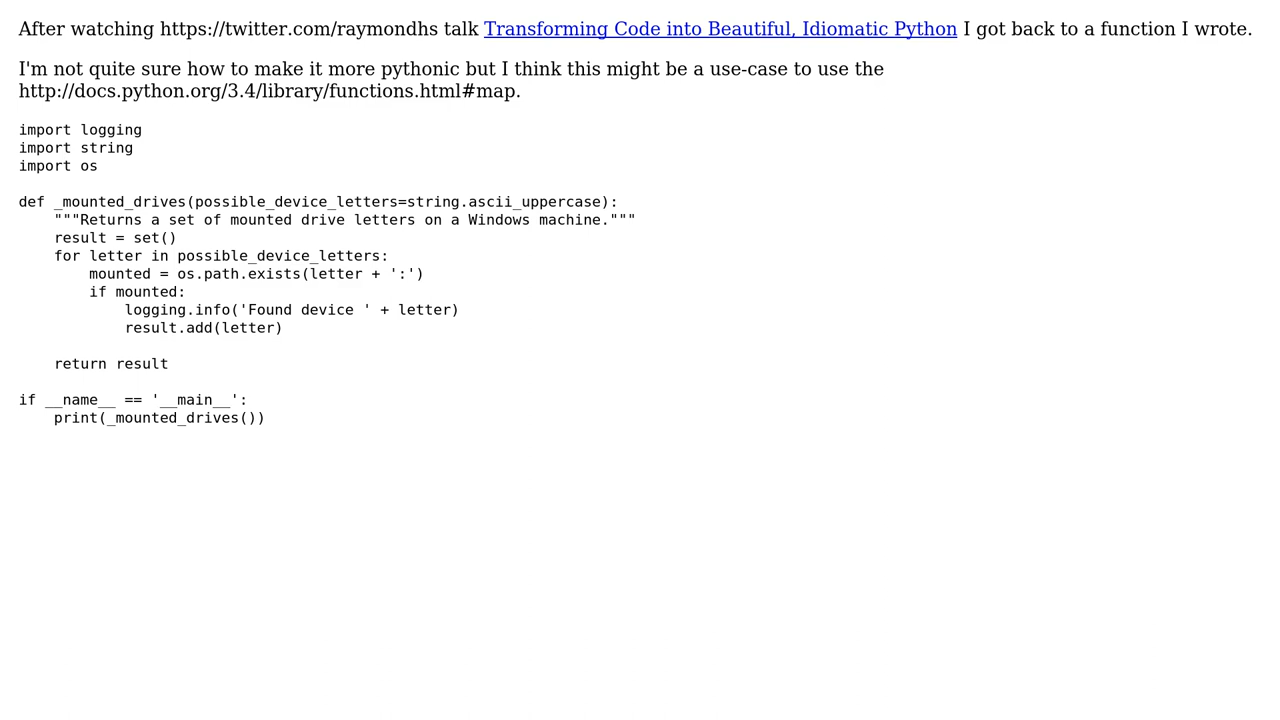 After watching https://twitter.com/raymondhs talk Transforming Code into Beautiful, Idiomatic Python I got back to a function I wrote.
I'm not quite sure how to make it more pythonic but I think this might be a use-case to use the
http://docs.python.org/3.4/library/functions.html#map.
import logging
import string
import os
def _mounted_drives(possible_device_letters=string.ascii_uppercase):
    """Returns a set of mounted drive letters on a Windows machine."""
    result = set()
    for letter in possible_device_letters:
        mounted = os.path.exists(letter + ':')
        if mounted:
            logging.info('Found device ' + letter)
            result.add(letter)
    return result
if __name__ == '__main__':
    print(_mounted_drives())